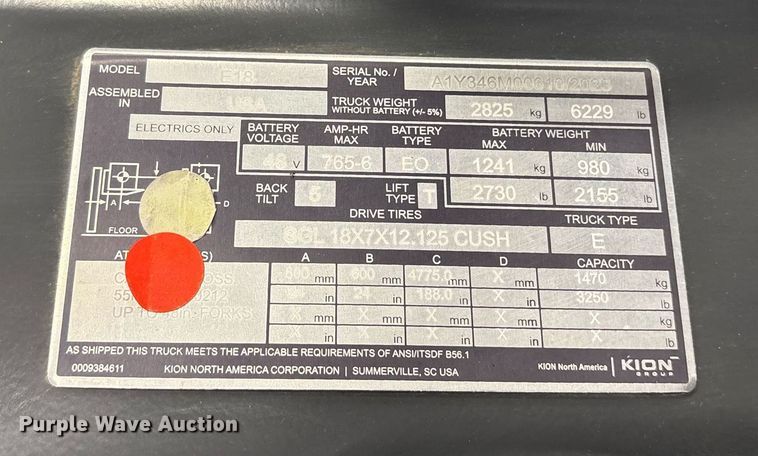 MODEL E18 SERIAL No. / YEAR
ASSEMBLED IN USA TRUCK WEIGHT WITHOUT BATTERY (+/- 5%) 2825 kg 6229 lb
ELECTRICS ONLY BATTERY VOLTAGE AMP-HR MAX BATTERY TYPE BATTERY WEIGHT MAX MIN
48 V 765-6 EO 1241 kg 980 kg
BACK TILT 5 LIFT TYPE T 2730 lb 2155 lb
A D
FLOOR
DRIVE TIRES TRUCK TYPE
SGL 18X7X12.125 CUSH E
A B C D CAPACITY
600 mm 600 mm 4775.0 mm X mm 1470 kg
in 24 in 188.0 in X in 3250 lb
X mm X mm X mm X mm X kg
X in X in X in X in X lb
UP TO FORKS
AS SHIPPED THIS TRUCK MEETS THE APPLICABLE REQUIREMENTS OF ANSI/ITSDF B56.1
0009384611 KION NORTH AMERICA CORPORATION | SUMMERVILLE, SC USA KION North America | KION GROUP
Purple Wave Auction